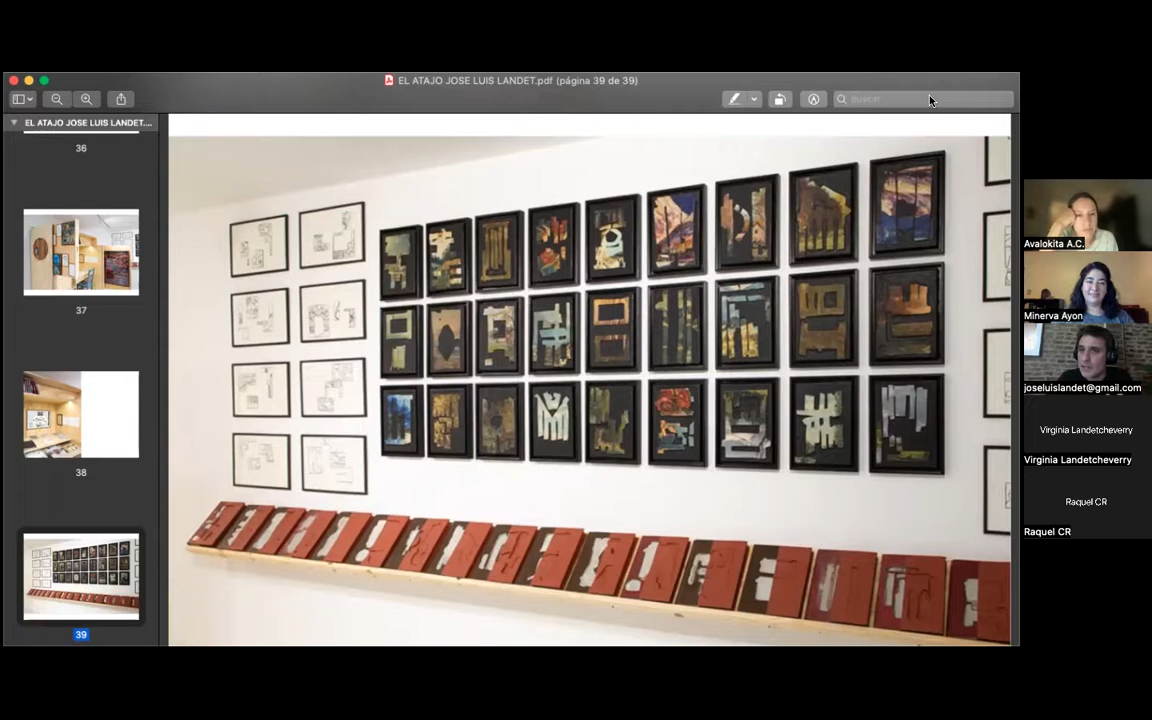 EL ATAJO JOSE LUIS LANDET.pdf (página 39 de 39)
Buscar
EL ATAJO JOSE LUIS LANDET....
36
37
38
39
Avalokita A.C.
Minerva Ayon
joseluislandet@gmail.com
Virginia Landetcheverry
Virginia Landetcheverry
Raquel CR
Raquel CR